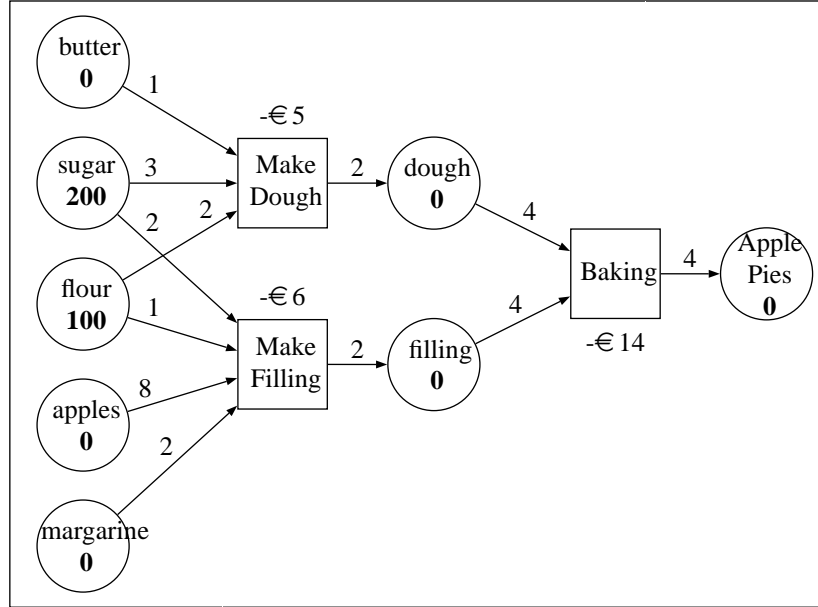 butter
0
1
-€ 5
sugar
200
3
Make
Dough
2
dough
0
2
2
4
flour
100
1
-€ 6
Make
Filling
2
filling
0
4
Baking
-€ 14
4
Apple
Pies
0
apples
0
8
2
margarine
0